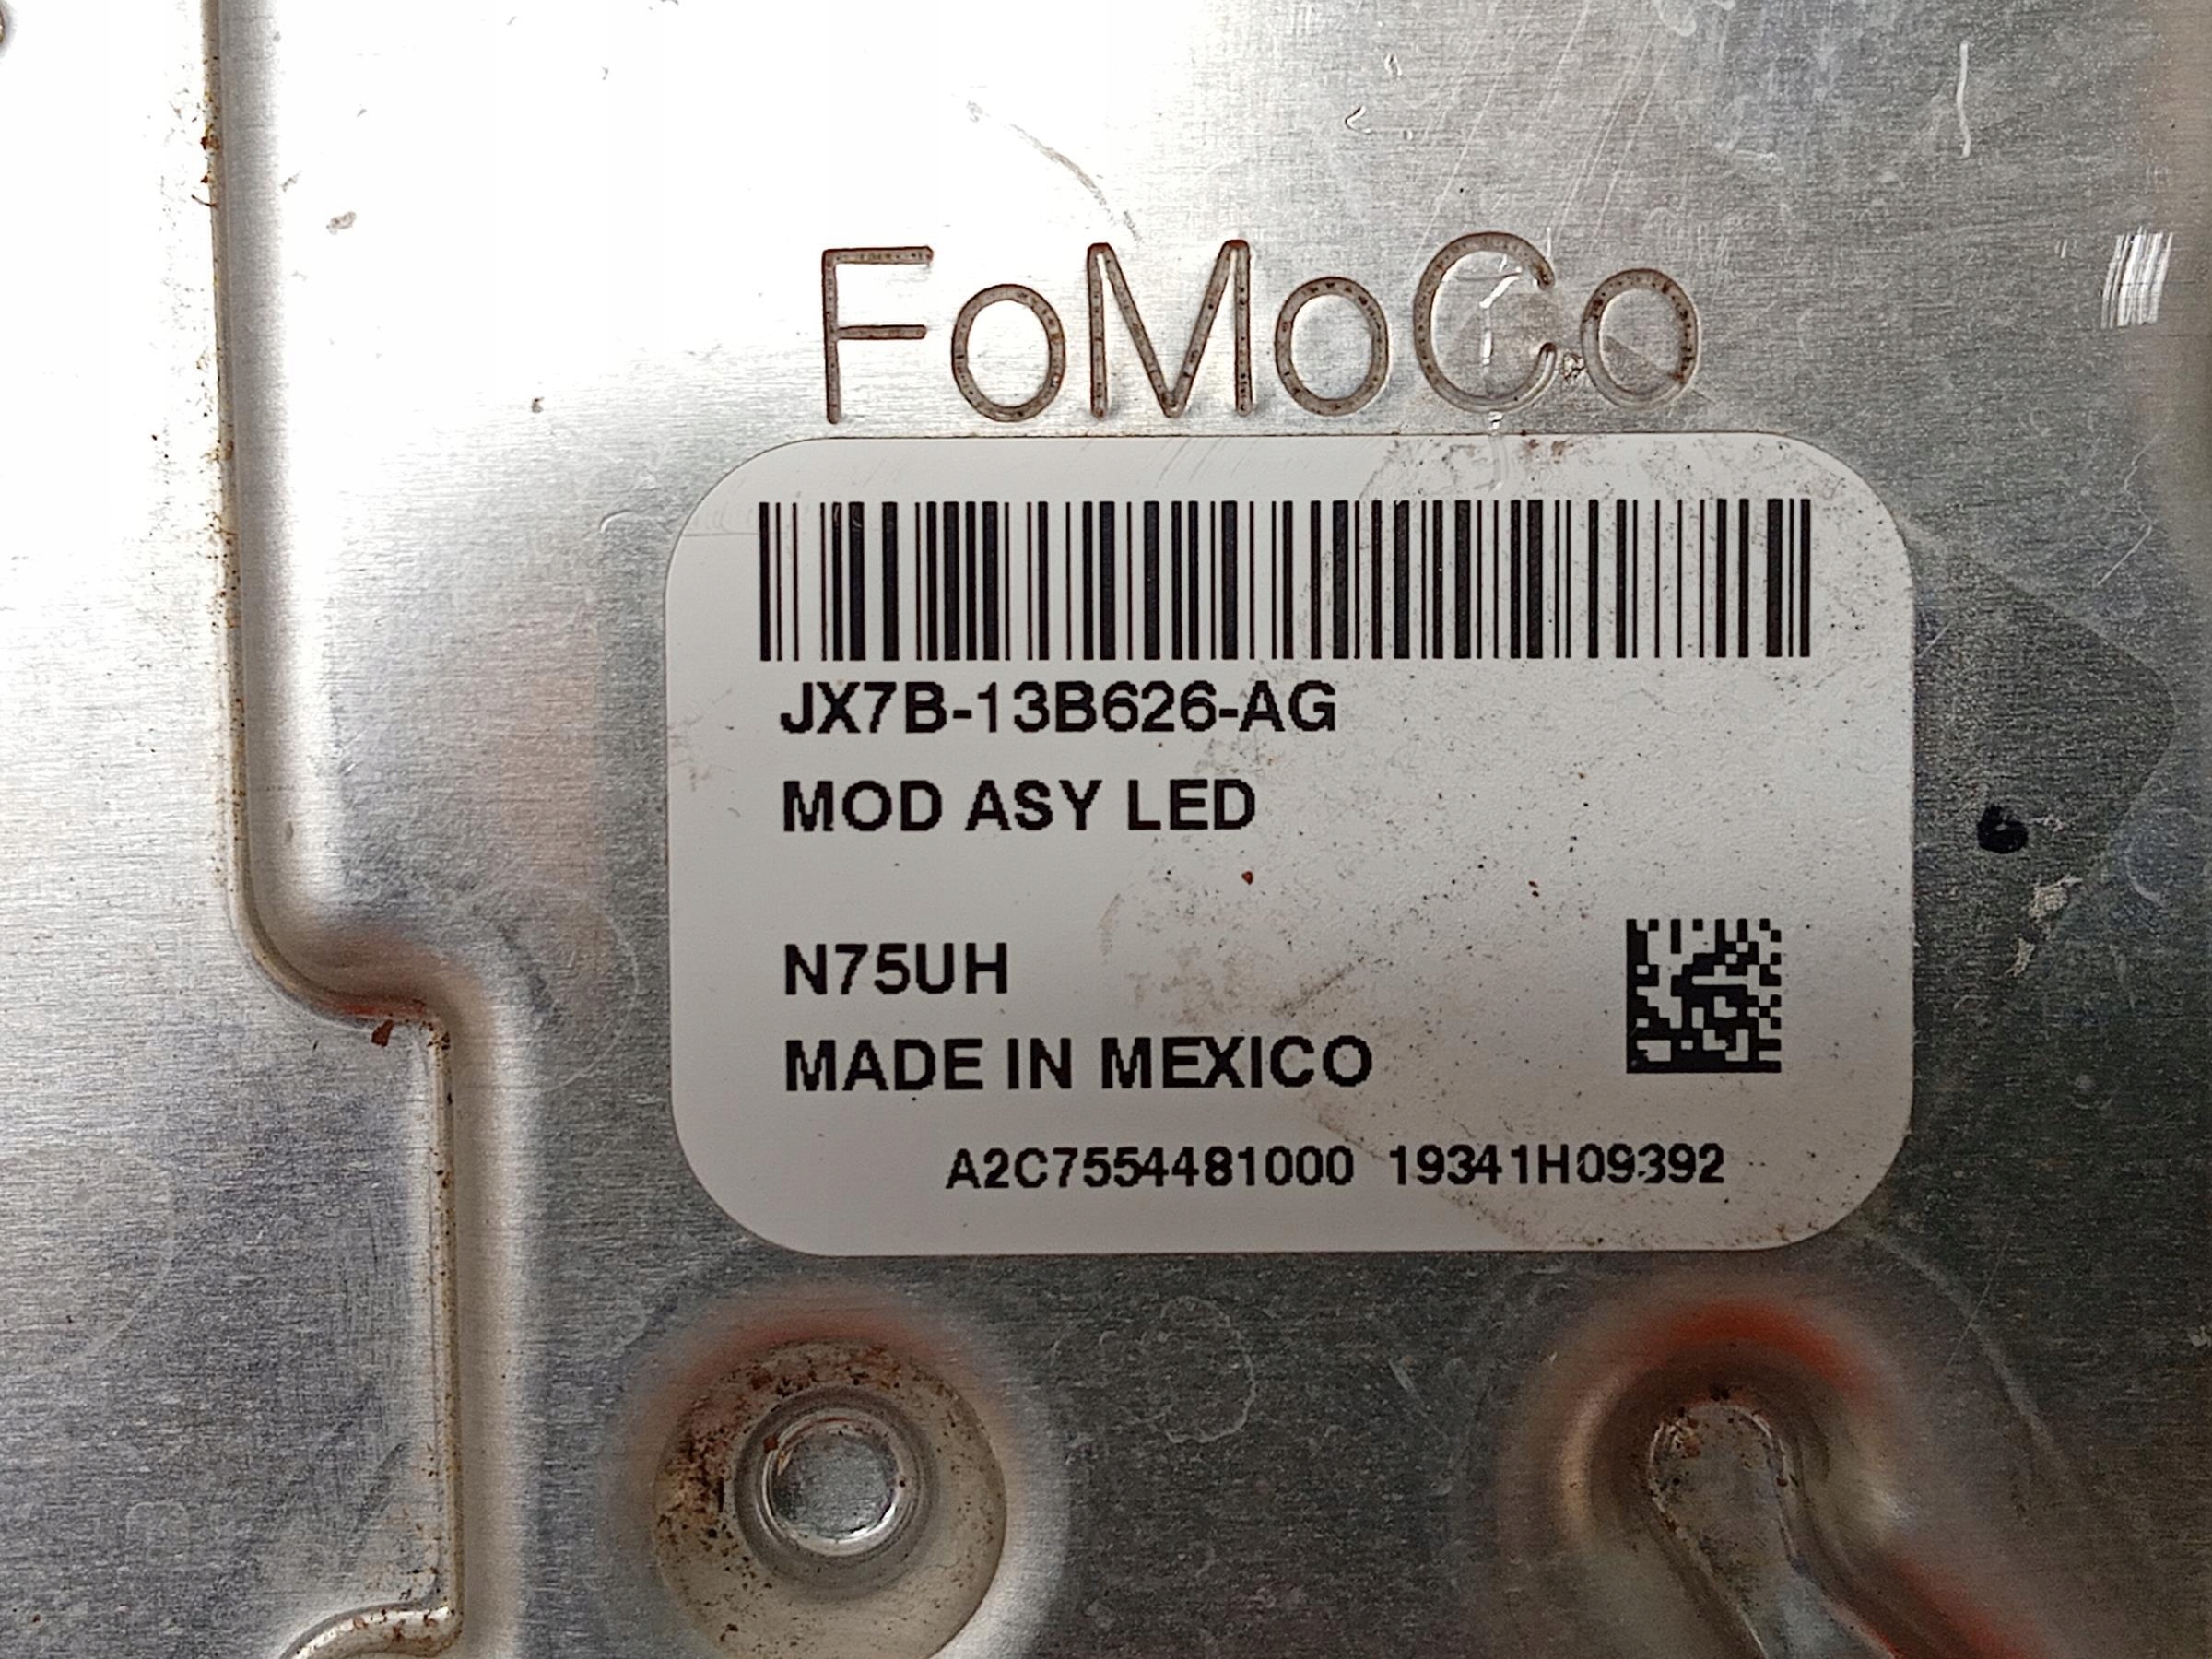 FoMoCo
JX7B-13B626-AG
MOD ASY LED
N75UH
MADE IN MEXICO
A2C7554481000 19341H09392